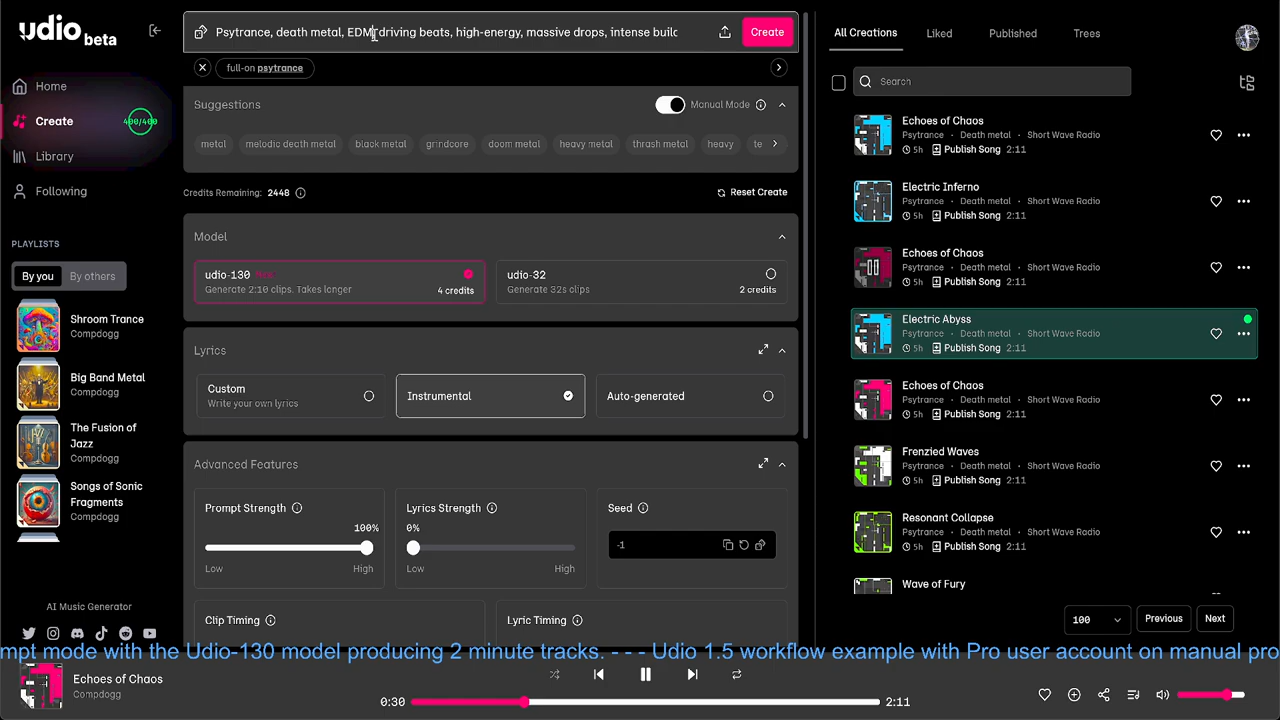 udio beta
Home
Create
400/400
Library
Following
PLAYLISTS
By you
By others
Shroom Trance
Compdogg
Big Band Metal
Compdogg
The Fusion of
Jazz
Compdogg
Songs of Sonic
Fragments
Compdogg
AI Music Generator
Psytrance, death metal, EDM, driving beats, high-energy, massive drops, intense build
Create
full-on psytrance
Suggestions
Manual Mode
metal
melodic death metal
black metal
grindcore
doom metal
heavy metal
thrash metal
heavy
te
Credits Remaining: 2448
Reset Create
Model
udio-130
Generate 2:10 clips. Takes longer
4 credits
udio-32
Generate 32s clips
2 credits
Lyrics
Custom
Write your own lyrics
Instrumental
Auto-generated
Advanced Features
Prompt Strength
100%
Low
High
Lyrics Strength
0%
Low
High
Seed
-1
Clip Timing
Lyric Timing
All Creations
Liked
Published
Trees
Search
Echoes of Chaos
Psytrance • Death metal • Short Wave Radio
5h Publish Song 2:11
Electric Inferno
Psytrance • Death metal • Short Wave Radio
5h Publish Song 2:11
Echoes of Chaos
Psytrance • Death metal • Short Wave Radio
5h Publish Song 2:11
Electric Abyss
Psytrance • Death metal • Short Wave Radio
5h Publish Song 2:11
Echoes of Chaos
Psytrance • Death metal • Short Wave Radio
5h Publish Song 2:11
Frenzied Waves
Psytrance • Death metal • Short Wave Radio
5h Publish Song 2:11
Resonant Collapse
Psytrance • Death metal • Short Wave Radio
5h Publish Song 2:11
Wave of Fury
100
Previous
Next
mpt mode with the Udio-130 model producing 2 minute tracks. - - - Udio 1.5 workflow example with Pro user account on manual pro
Echoes of Chaos
Compdogg
0:30
2:11